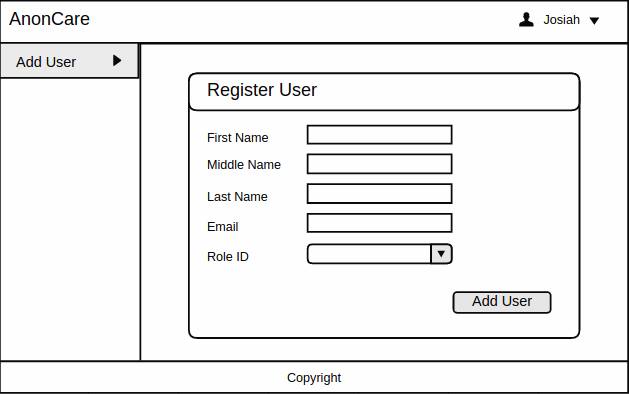 AnonCare
Josiah
Add User
Register User
First Name
Middle Name
Last Name
Email
Role ID
Add User
Copyright